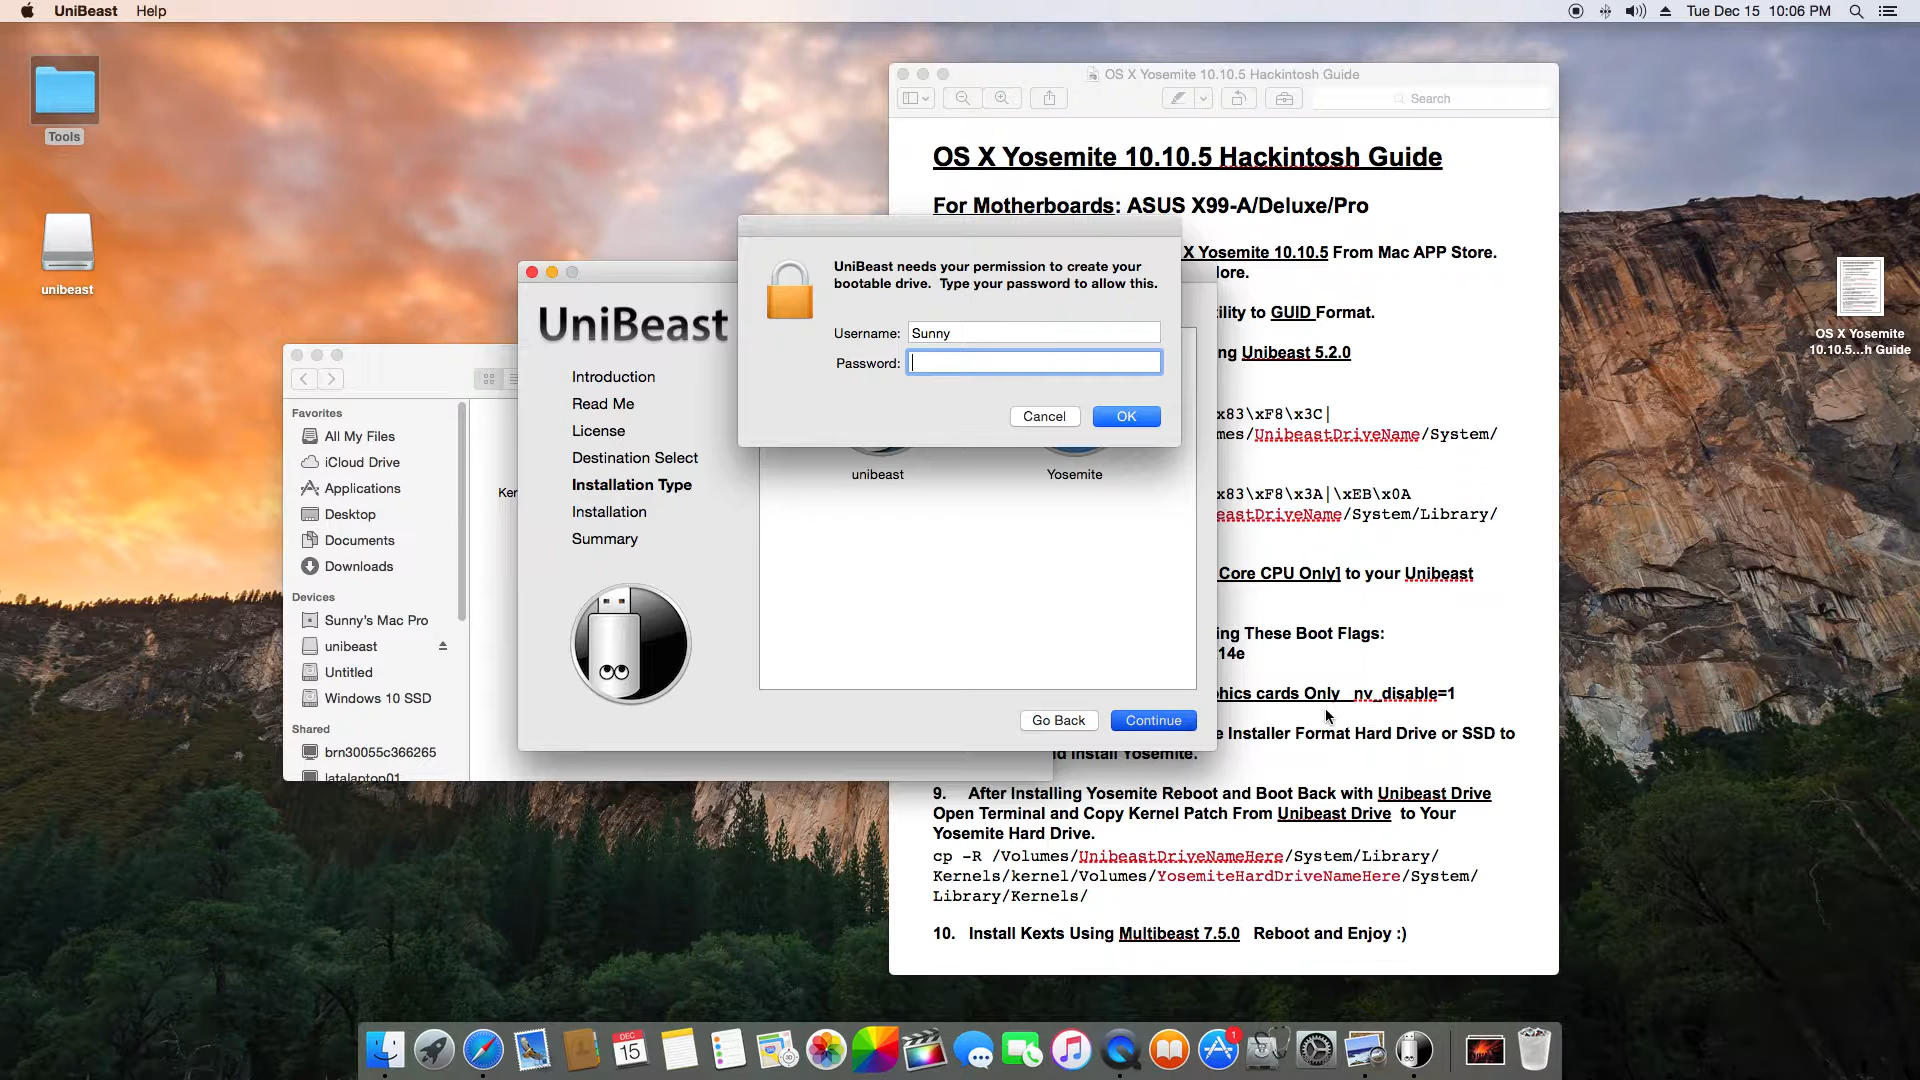 UniBeast Help
Tue Dec 15 10:06 PM
Tools
unibeast
OS X Yosemite
10.10.5...h Guide
OS X Yosemite 10.10.5 Hackintosh Guide
Search
OS X Yosemite 10.10.5 Hackintosh Guide
For Motherboards: ASUS X99-A/Deluxe/Pro
X Yosemite 10.10.5 From Mac APP Store.
ility to GUID Format.
ng Unibeast 5.2.0
x83\xF8\x3C|
mes/UnibeastDriveName/System/
x83\xF8\x3A|\xEB\x0A
eastDriveName/System/Library/
Core CPU Only] to your Unibeast
ing These Boot Flags:
14e
hics cards Only nv_disable=1
e Installer Format Hard Drive or SSD to
d install Yosemite.
9. After Installing Yosemite Reboot and Boot Back with Unibeast Drive
Open Terminal and Copy Kernel Patch From Unibeast Drive to Your
Yosemite Hard Drive.
cp -R /Volumes/UnibeastDriveNameHere/System/Library/
Kernels/kernel/Volumes/YosemiteHardDriveNameHere/System/
Library/Kernels/
10. Install Kexts Using Multibeast 7.5.0 Reboot and Enjoy :)
UniBeast needs your permission to create your
bootable drive. Type your password to allow this.
Username: Sunny
Password:
Cancel OK
UniBeast
Introduction
Read Me
License
Destination Select
Installation Type
Installation
Summary
unibeast Yosemite
Go Back Continue
Favorites
All My Files
iCloud Drive
Applications
Desktop
Documents
Downloads
Devices
Sunny's Mac Pro
unibeast
Untitled
Windows 10 SSD
Shared
brn30055c366265
latalaptop01
Ker
DEC
15
1